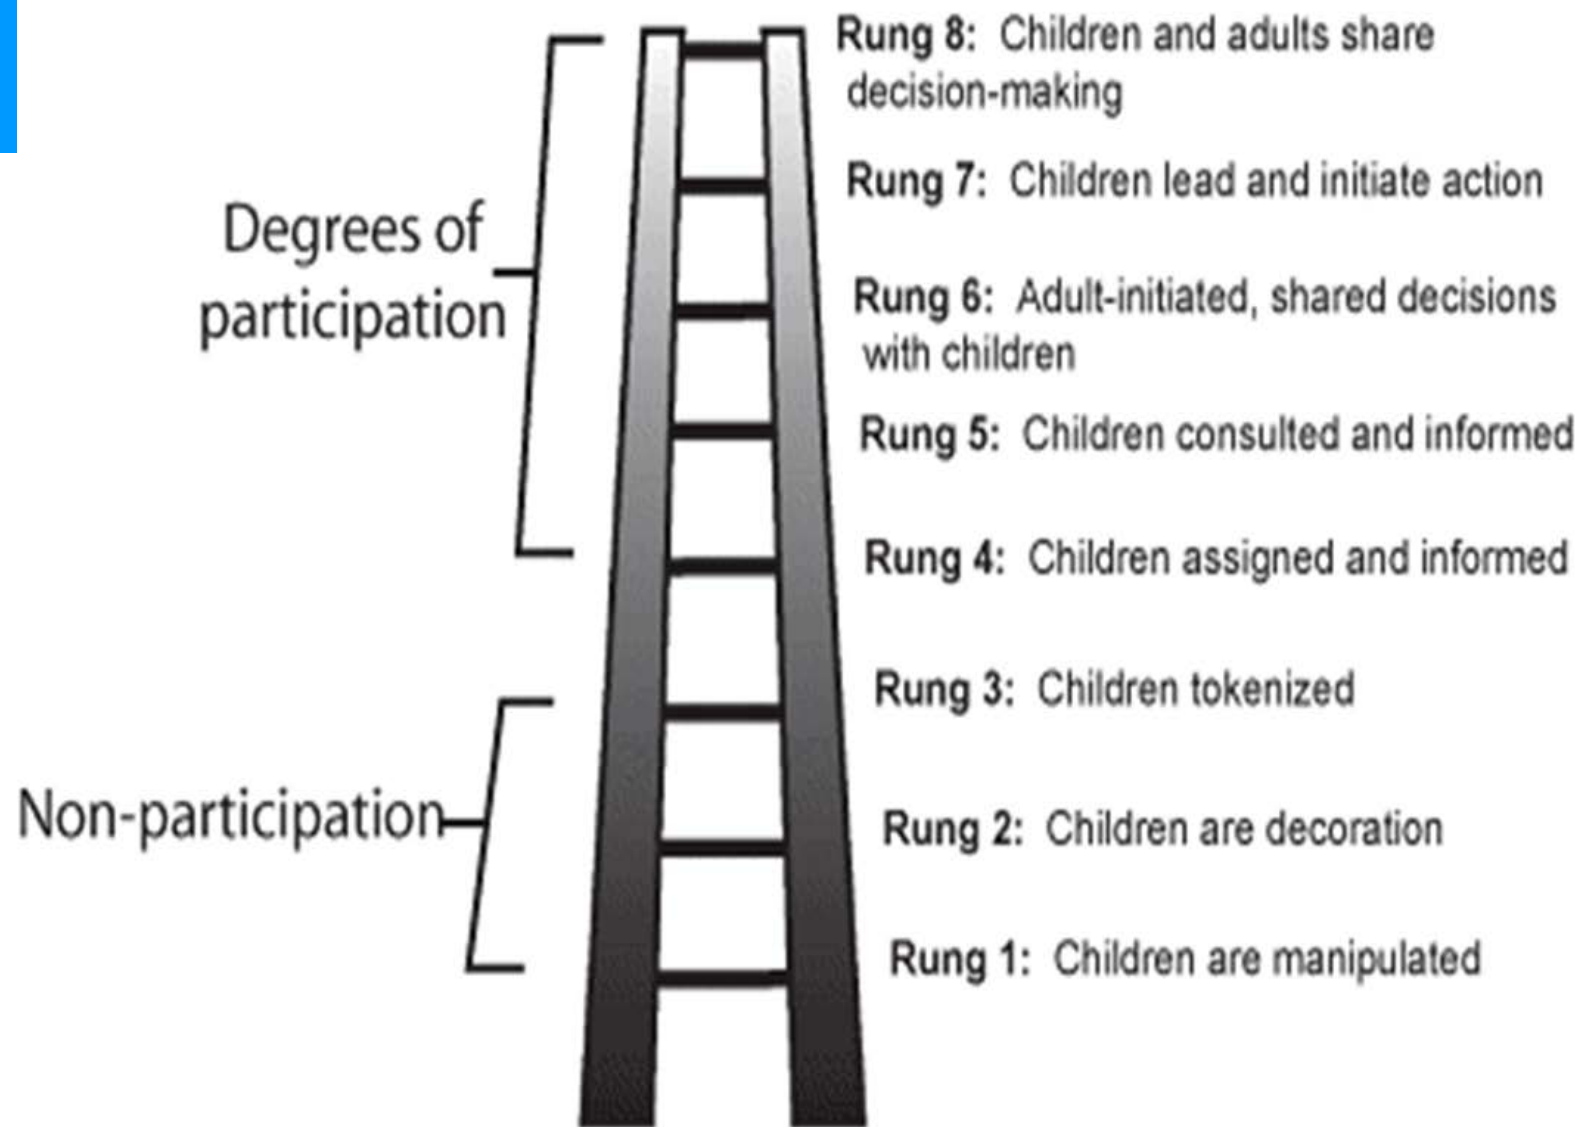 Rung 8: Children and adults share
decision-making
Rung 7: Children lead and initiate action
Degrees of
participation
Rung 6: Adult-initiated, shared decisions
with children
Rung 5: Children consulted and informed
Rung 4: Children assigned and informed
Rung 3: Children tokenized
Non-participation
Rung 2: Children are decoration
Rung 1: Children are manipulated